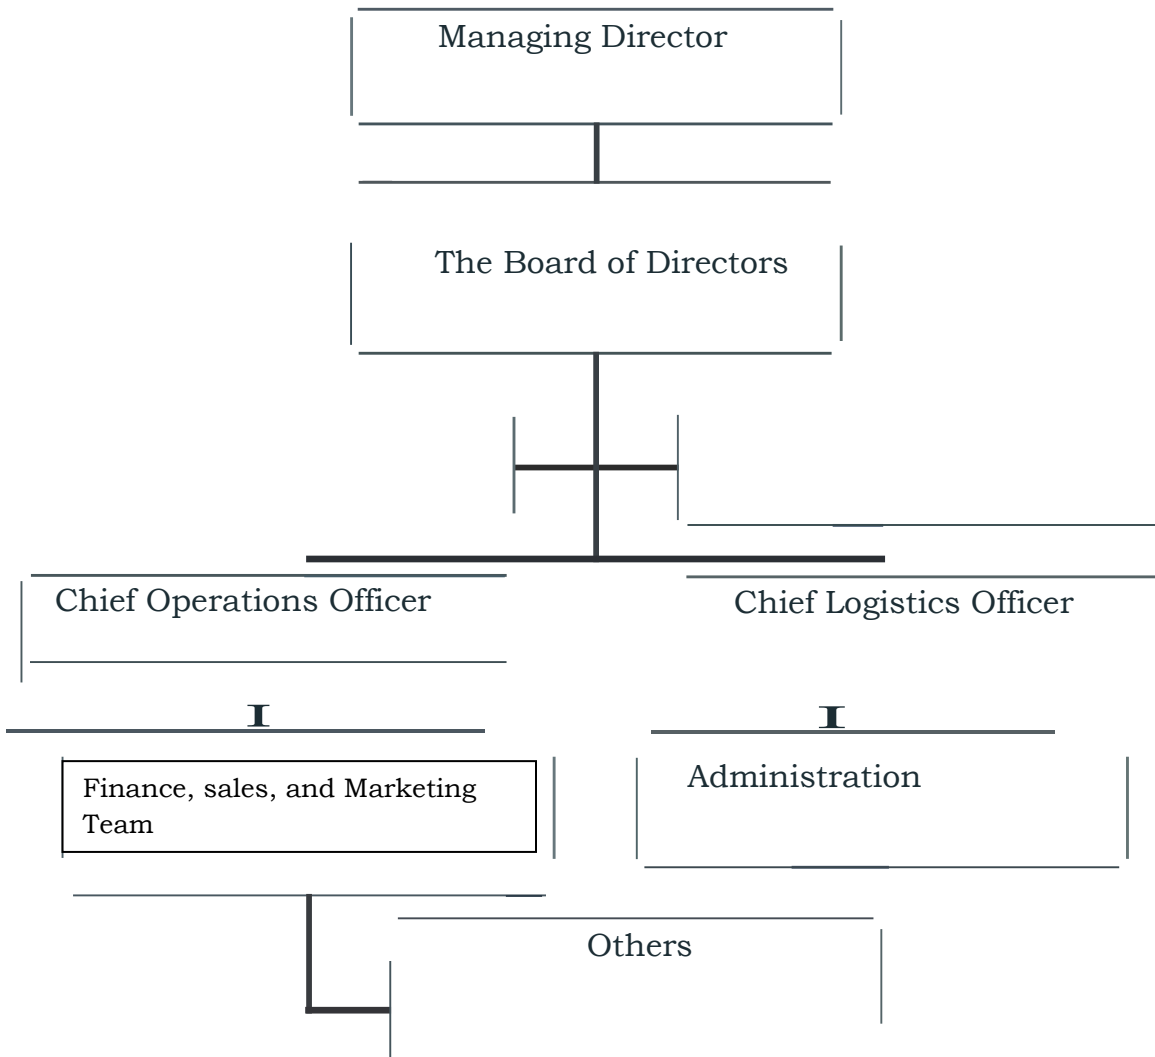 Managing Director
The Board of Directors
Chief Operations Officer
Chief Logistics Officer
I
I
Finance, sales, and Marketing
Team
Administration
Others